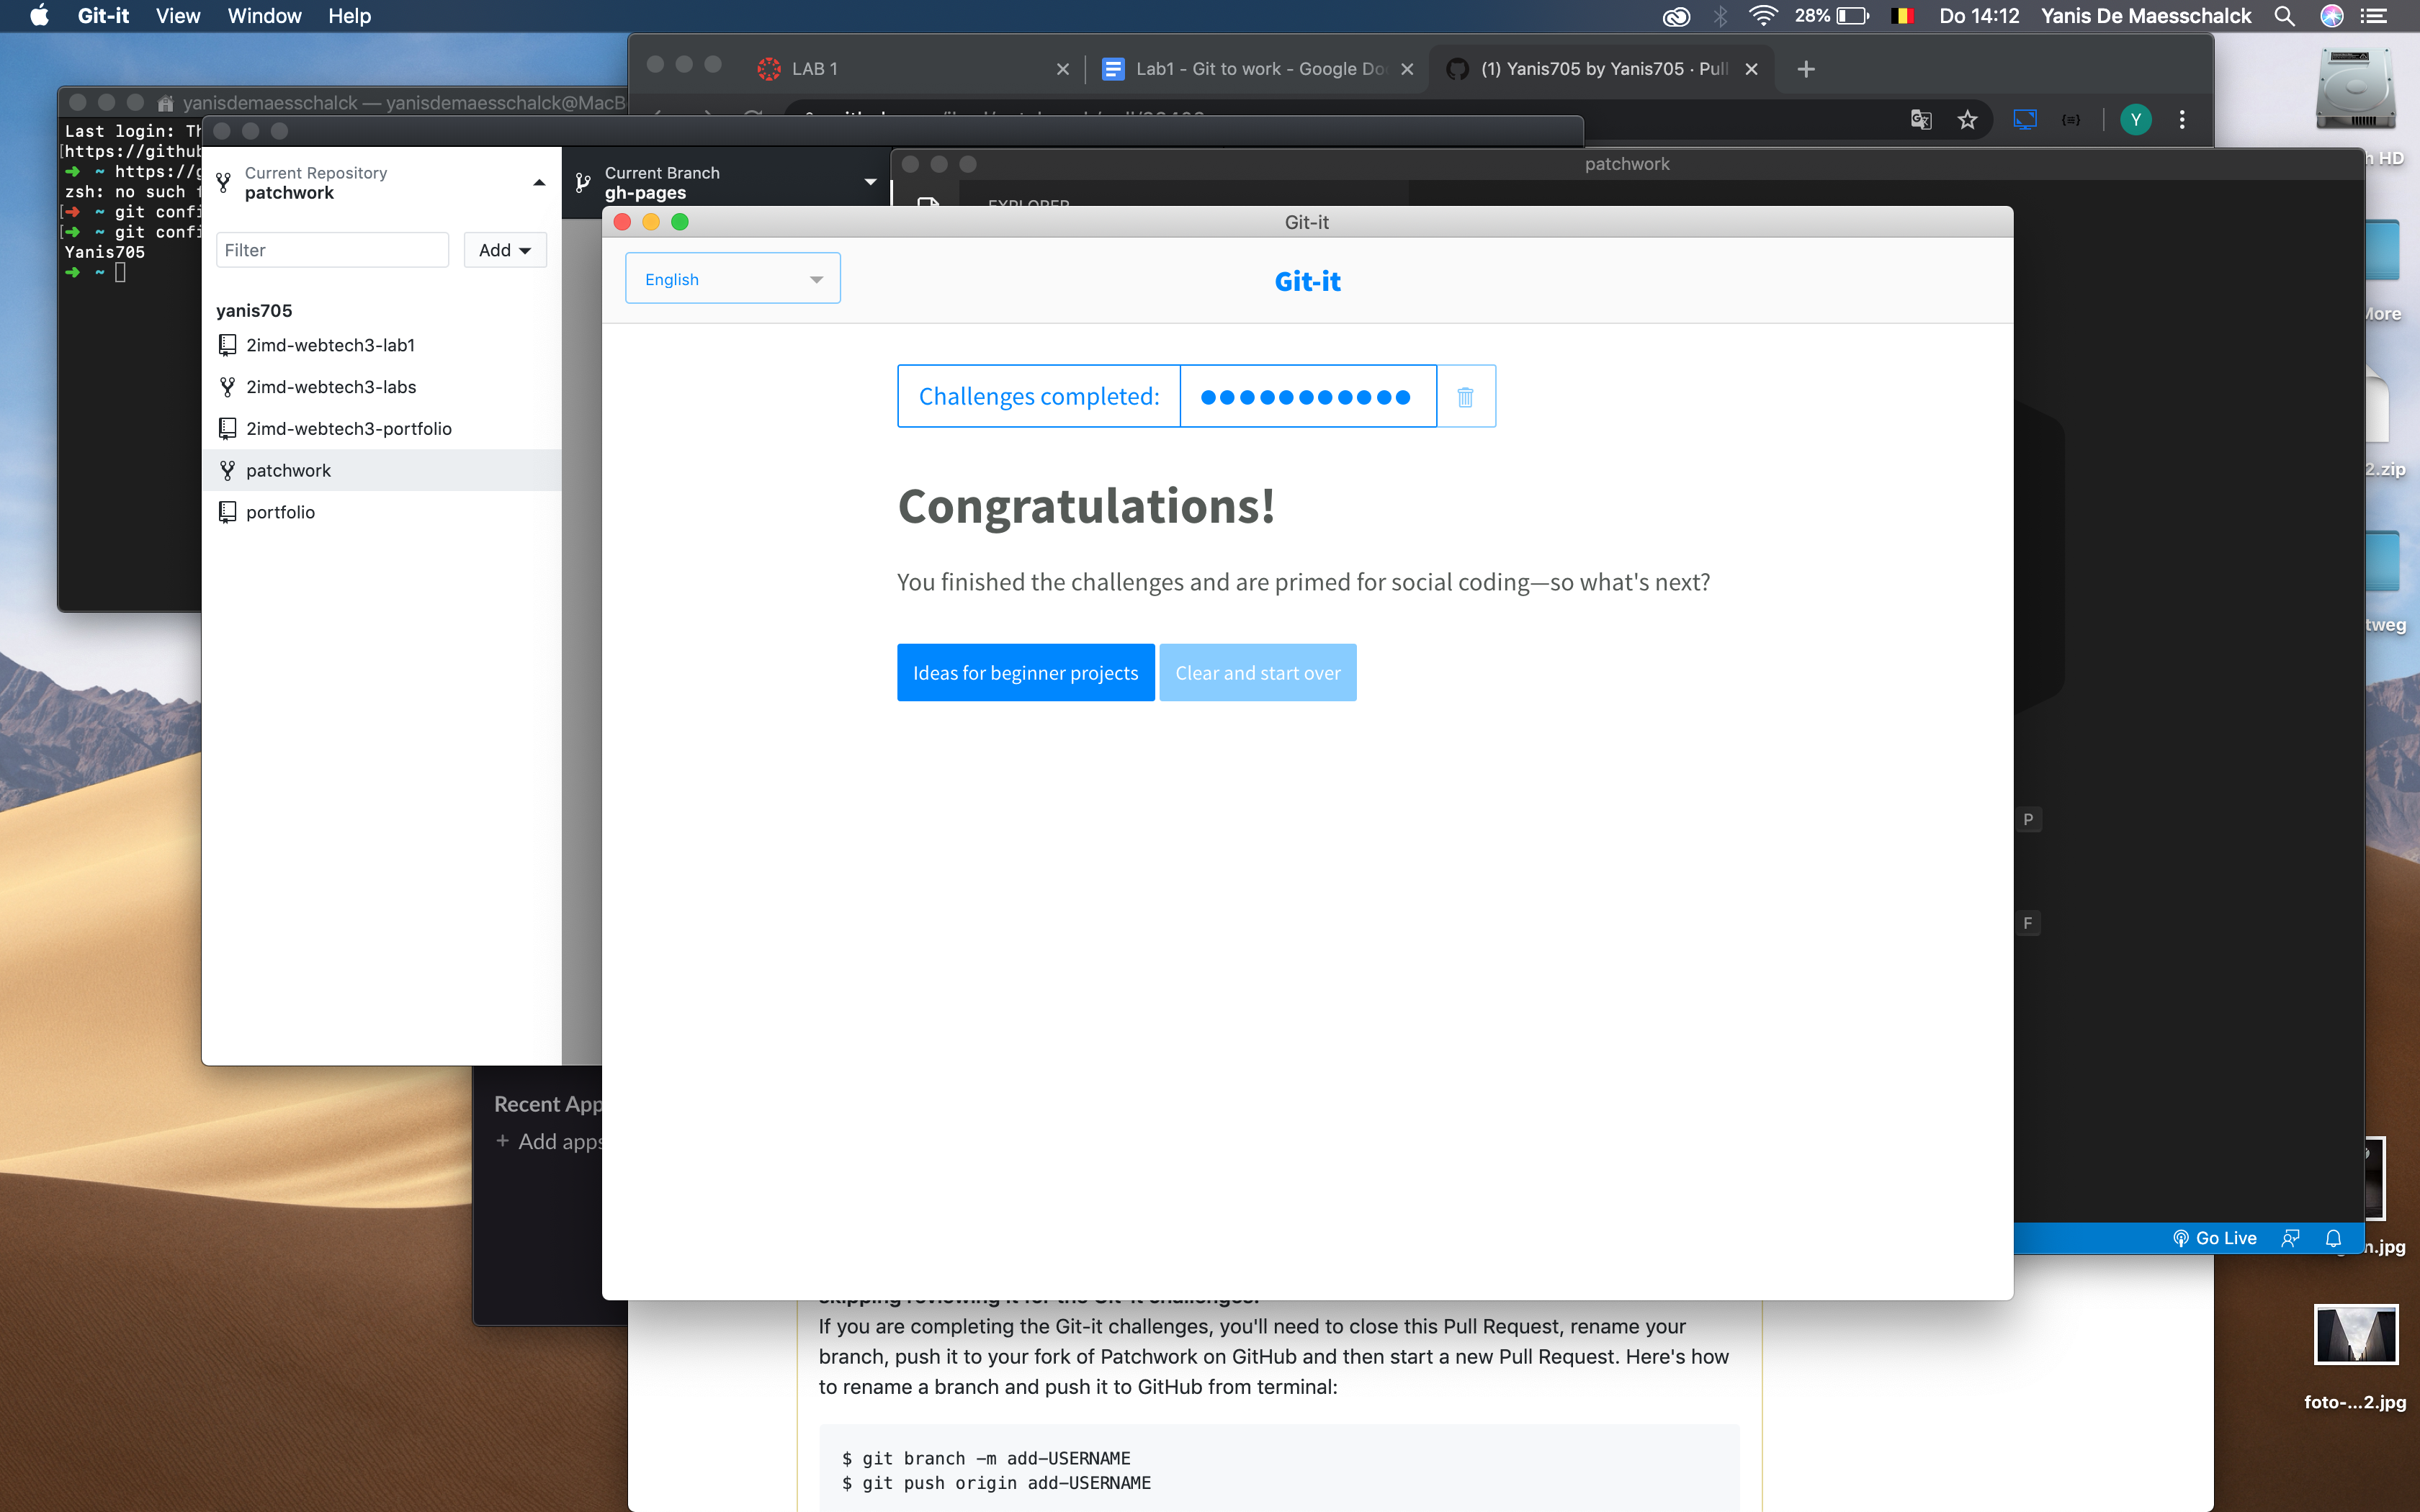 Git-it View Window Help
28% Do 14:12 Yanis De Maesschalck
LAB 1
Lab1 - Git to work - Google Do
(1) Yanis705 by Yanis705 · Pull
yanisdemaesschalck — yanisdemaesschalck@MacB
Last login: Th
https://github
~ https://g
zsh: no such f
~ git confi
~ git confi
Yanis705
~
Current Repository
patchwork
Current Branch
gh-pages
Filter
Add
yanis705
2imd-webtech3-lab1
2imd-webtech3-labs
2imd-webtech3-portfolio
patchwork
portfolio
patchwork
EXPLORER
Git-it
English
Git-it
Challenges completed:
Congratulations!
You finished the challenges and are primed for social coding—so what's next?
Ideas for beginner projects
Clear and start over
P
F
Go Live
Recent App
+ Add apps
If you are completing the Git-it challenges, you'll need to close this Pull Request, rename your
branch, push it to your fork of Patchwork on GitHub and then start a new Pull Request. Here's how
to rename a branch and push it to GitHub from terminal:
$ git branch -m add-USERNAME
$ git push origin add-USERNAME
HD
More
2.zip
tweg
n.jpg
foto-...2.jpg
Y